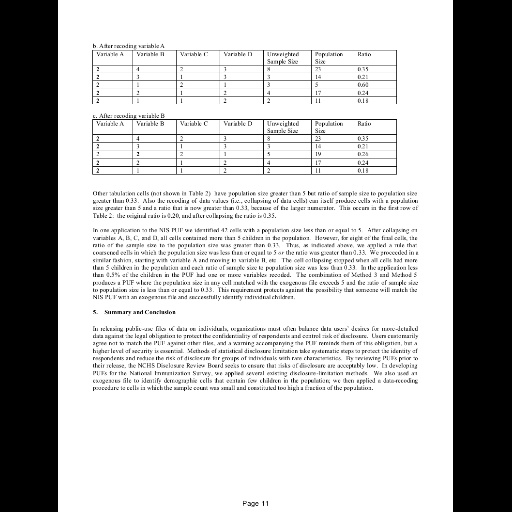 b. After recoding variable A
Variable A Variable B Variable C Variable D Unweighted Sample Size Population Size Ratio
2 4 2 3 8 23 0.35
2 3 1 3 3 14 0.21
2 1 2 1 3 5 0.60
2 2 1 2 4 17 0.24
2 1 1 2 2 11 0.18
c. After recoding variable B
Variable A Variable B Variable C Variable D Unweighted Sample Size Population Size Ratio
2 4 2 3 8 23 0.35
2 3 1 3 3 14 0.21
2 2 2 1 5 19 0.26
2 2 1 2 4 17 0.24
2 1 1 1 2 11 0.18
Other tabulation cells (not shown in Table 2) have population size greater than 5 but ratio of sample size to population size
greater than 0.33. Also the recoding of data values (i.e., collapsing of data cells) can itself produce cells with a population
size greater than 5 and a ratio that is now greater than 0.33, because of the larger numerator. This occurs in the first row of
Table 2: the original ratio is 0.20, and after collapsing the ratio is 0.35.
In one application to the NIS PUF we identified 42 cells with a population size less than or equal to 5. After collapsing on
variables A, B, C, and D, all cells contained more than 5 children in the population. However, for eight of the final cells, the
ratio of the sample size to the population size was greater than 0.33. Thus, as indicated above, we applied a rule that
coarsened cells in which the population size was less than or equal to 5 or the ratio was greater than 0.33. We proceeded in a
similar fashion, starting with variable A and moving to variable B, etc. The cell collapsing stopped when all cells had more
than 5 children in the population and each ratio of sample size to population size was less than 0.33. In the application less
than 0.5% of the children in the PUF had one or more variables recoded. The combination of Method 3 and Method 5
produces a PUF where the population size in any cell matched with the exogenous file exceeds 5 and the ratio of sample size
to population size is less than or equal to 0.33. This requirement protects against the possibility that someone will match the
NIS PUF with an exogenous file and successfully identify individual children.
5. Summary and Conclusion
In releasing public-use files of data on individuals, organizations must often balance data users' desires for more-detailed
data against the legal obligation to protect the confidentiality of respondents and control risk of disclosure. Users customarily
agree not to match the PUF against other files, and a warning accompanying the PUF reminds them of this obligation, but a
higher level of security is essential. Methods of statistical disclosure limitation take systematic steps to protect the identity of
respondents and reduce the risk of disclosure for groups of individuals with rare characteristics. By reviewing PUFs prior to
their release, the NCHS Disclosure Review Board seeks to ensure that risks of disclosure are acceptably low. In developing
PUFs for the National Immunization Survey, we applied several existing disclosure-limitation methods. We also used an
exogenous file to identify demographic cells that contain few children in the population; we then applied a data-recoding
procedure to cells in which the sample count was small and constituted too high a fraction of the population.
Page 11